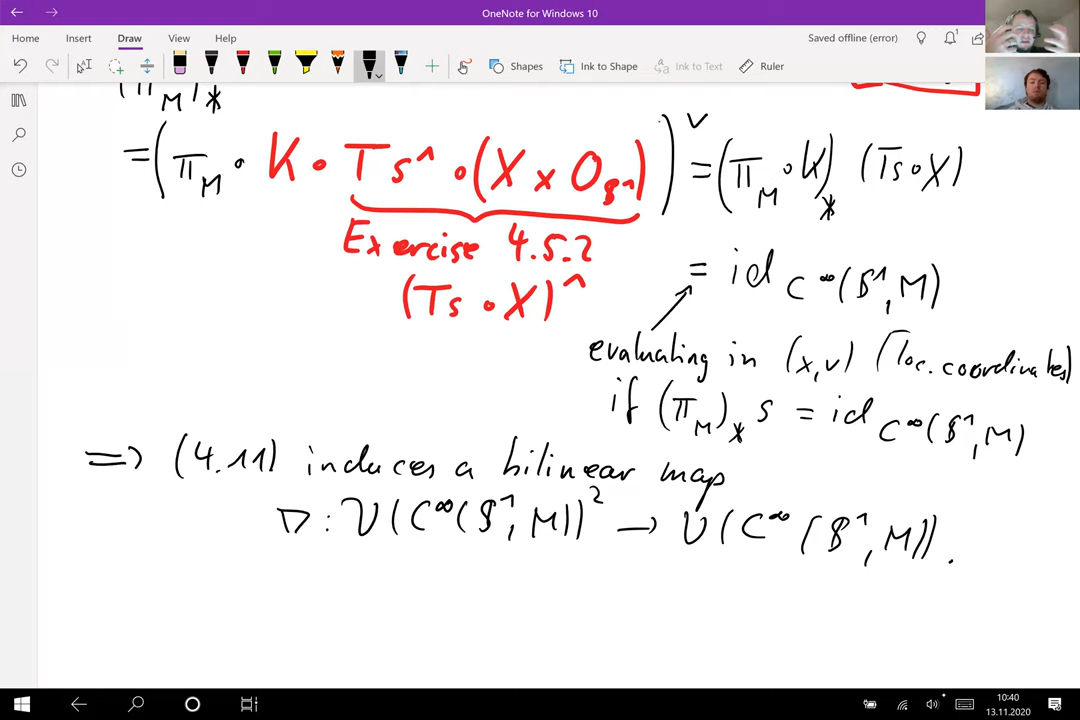 OneNote for Windows 10
Home Insert Draw View Help
Saved offline (error)
Shapes Ink to Shape Ink to Text Ruler
(π_M)_*
=(π_M ∘ K ∘ Ts^∧ ∘ (X × O_𝕊^1))^∨ = (π_M ∘ K)_* (Ts ∘ X)
Exercise 4.5.2
(Ts ∘ X)^∧
= id_{C^∞(𝕊^1, M)}
evaluating in (x,v) (loc. coordinates)
if (π_M)_* s = id_{C^∞(𝕊^1, M)}
=> (4.11) induces a bilinear map
∇ : 𝒱(C^∞(𝕊^1, M))^2 → 𝒱(C^∞(𝕊^1, M)).
10:40
13.11.2020